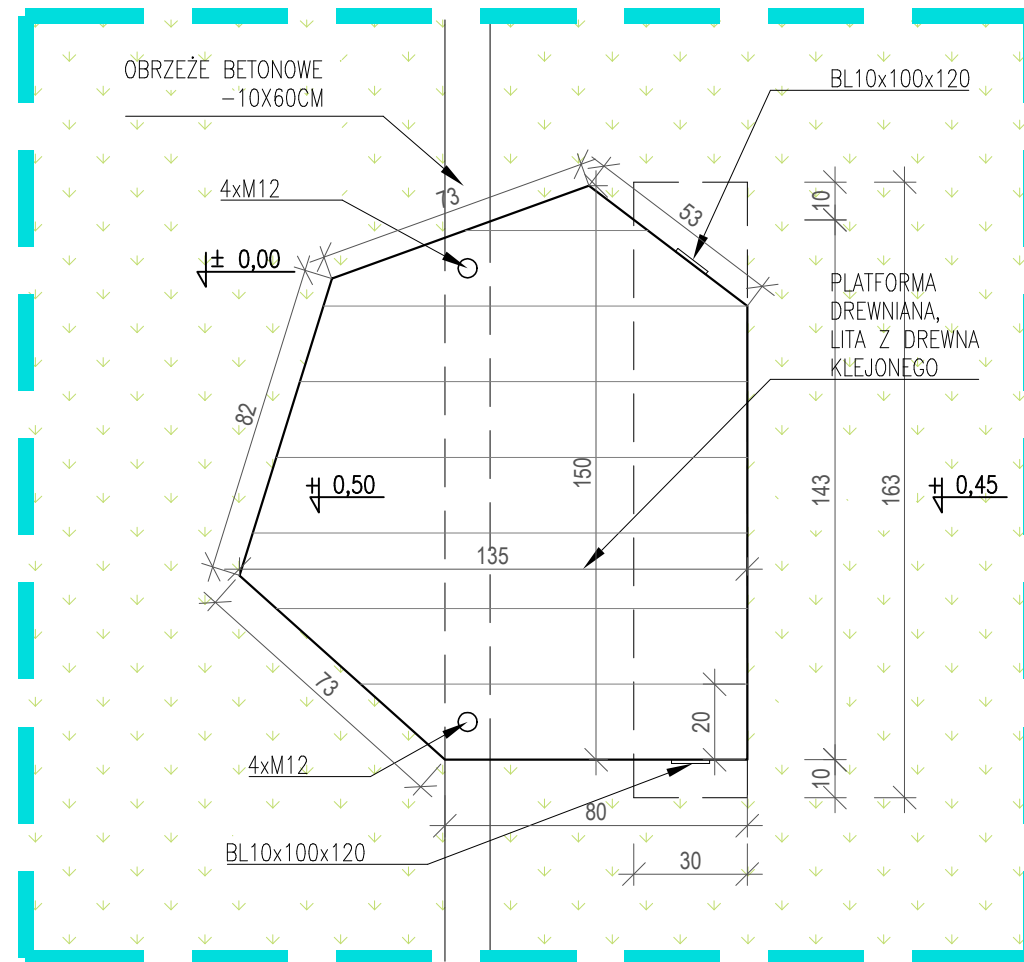 OBRZEŻE BETONOWE
-10X60CM
BL10x100x120
4xM12
73
53
10
± 0,00
PLATFORMA
DREWNIANA,
LITA Z DREWNA
KLEJONEGO
82
150
143
163
± 0,50
± 0,45
135
73
20
4xM12
10
80
BL10x100x120
30